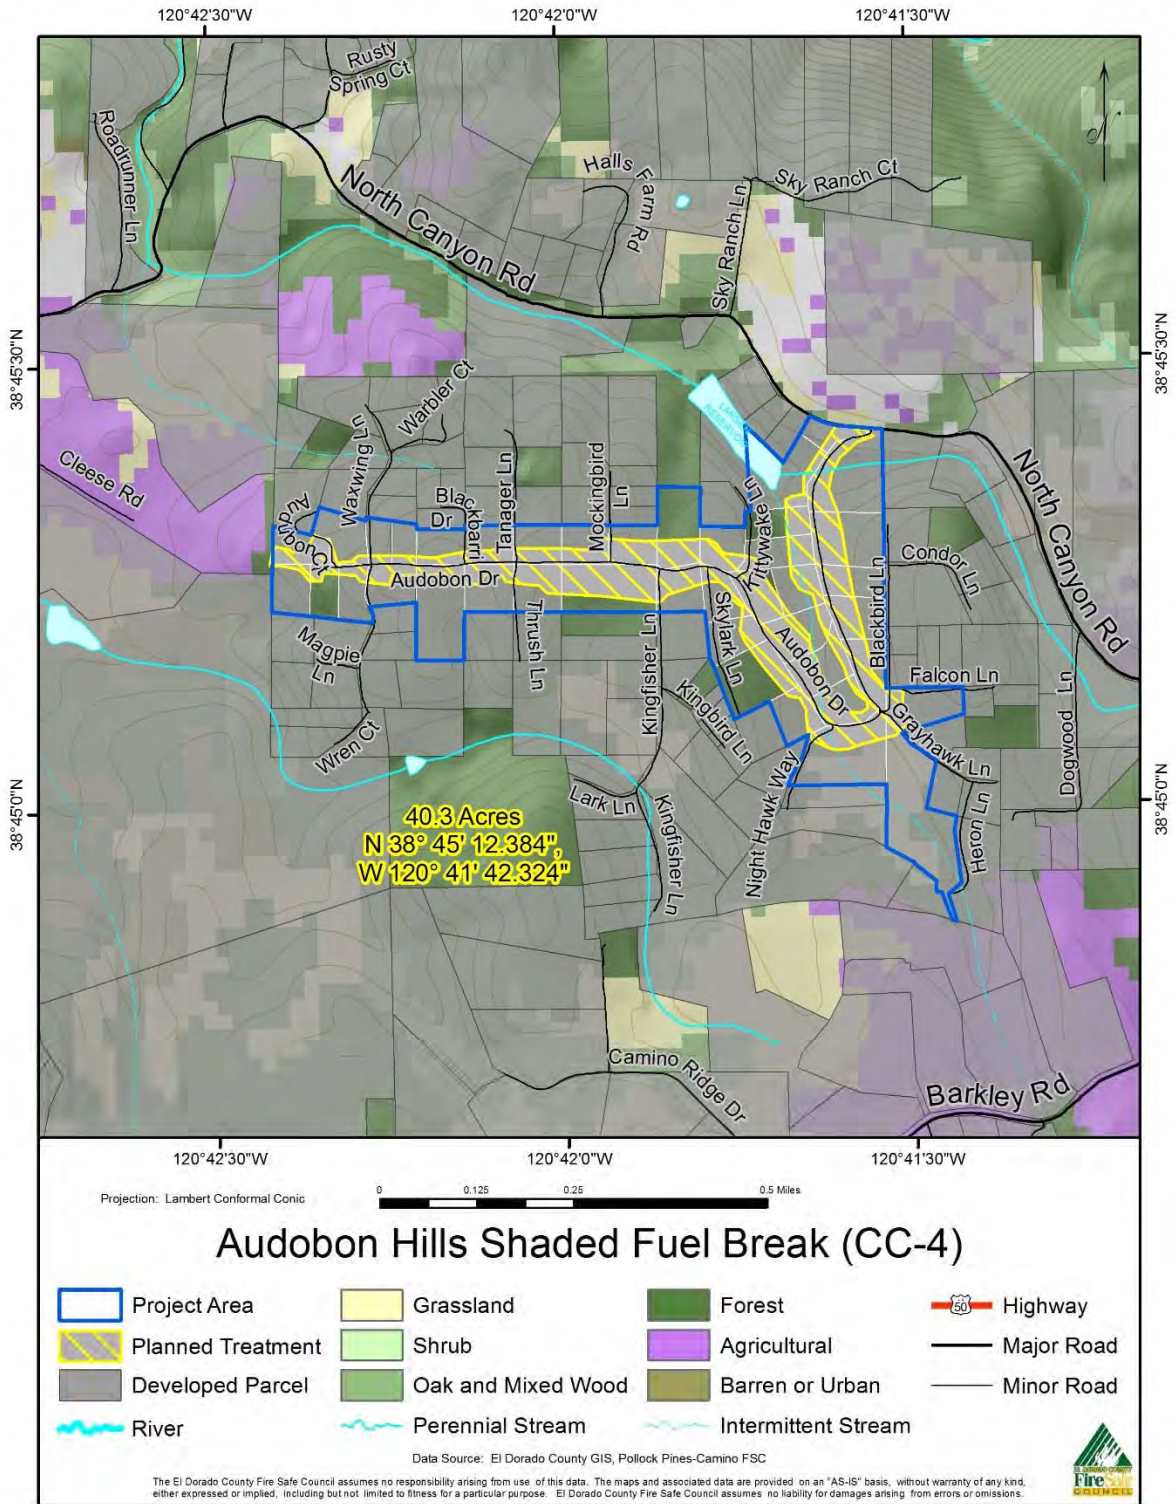 120°42'30"W
120°42'0"W
120°41'30"W
Rusty
Spring Ct
Roadrunner Ln
North Canyon Rd
Halls Farm Rd
Sky Ranch Ct
Sky Ranch Ln
38°45'30"N
38°45'30"N
Warbler Ct
Waxwing Ln
Cleese Rd
Audobon Ct
Blackbarri
Dr
Tanager Ln
Mockingbird
Ln
Tittywake Ln
North Canyon Rd
Condor Ln
Blackbird Ln
Audobon Dr
Thrush Ln
Magpie
Ln
Wren Ct
Kingfisher Ln
Skylark Ln
Kingbird Ln
Audobon Dr
Falcon Ln
Grayhawk Ln
Dogwood Ln
Night Hawk Way
Heron Ln
Lark Ln
Kingfisher Ln
38°45'0"N
38°45'0"N
40.3 Acres
N 38° 45' 12.384",
W 120° 41' 42.324"
Camino Ridge Dr
Barkley Rd
120°42'30"W
120°42'0"W
120°41'30"W
Projection: Lambert Conformal Conic
0 0.125 0.25 0.5 Miles
Audobon Hills Shaded Fuel Break (CC-4)
Project Area
Grassland
Forest
50 Highway
Planned Treatment
Shrub
Agricultural
Major Road
Developed Parcel
Oak and Mixed Wood
Barren or Urban
Minor Road
River
Perennial Stream
Intermittent Stream
Data Source: El Dorado County GIS, Pollock Pines-Camino FSC
The El Dorado County Fire Safe Council assumes no responsibility arising from use of this data. The maps and associated data are provided on an "AS-IS" basis, without warranty of any kind,
either expressed or implied, including but not limited to fitness for a particular purpose. El Dorado County Fire Safe Council assumes no liability for damages arising from errors or omissions.
EL DORADO COUNTY
Fire Safe
COUNCIL